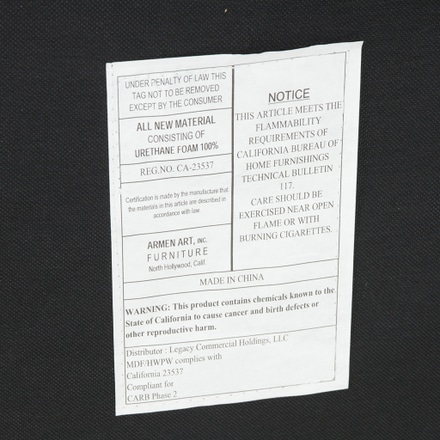 UNDER PENALTY OF LAW THIS
TAG NOT TO BE REMOVED
EXCEPT BY THE CONSUMER
ALL NEW MATERIAL
CONSISTING OF
URETHANE FOAM 100%
REG.NO. CA-23537
Certification is made by the manufacture that
the materials in this article are described in
accordance with law.
ARMEN ART, INC.
FURNITURE
North Hollywood, Calif.
NOTICE
THIS ARTICLE MEETS THE
FLAMMABILITY
REQUIREMENTS OF
CALIFORNIA BUREAU OF
HOME FURNISHINGS
TECHNICAL BULLETIN
117.
CARE SHOULD BE
EXERCISED NEAR OPEN
FLAME OR WITH
BURNING CIGARETTES.
MADE IN CHINA
WARNING: This product contains chemicals known to the
State of California to cause cancer and birth defects or
other reproductive harm.
Distributor : Legacy Commercial Holdings, LLC
MDF/HWPW complies with
California 23537
Compliant for
CARB Phase 2